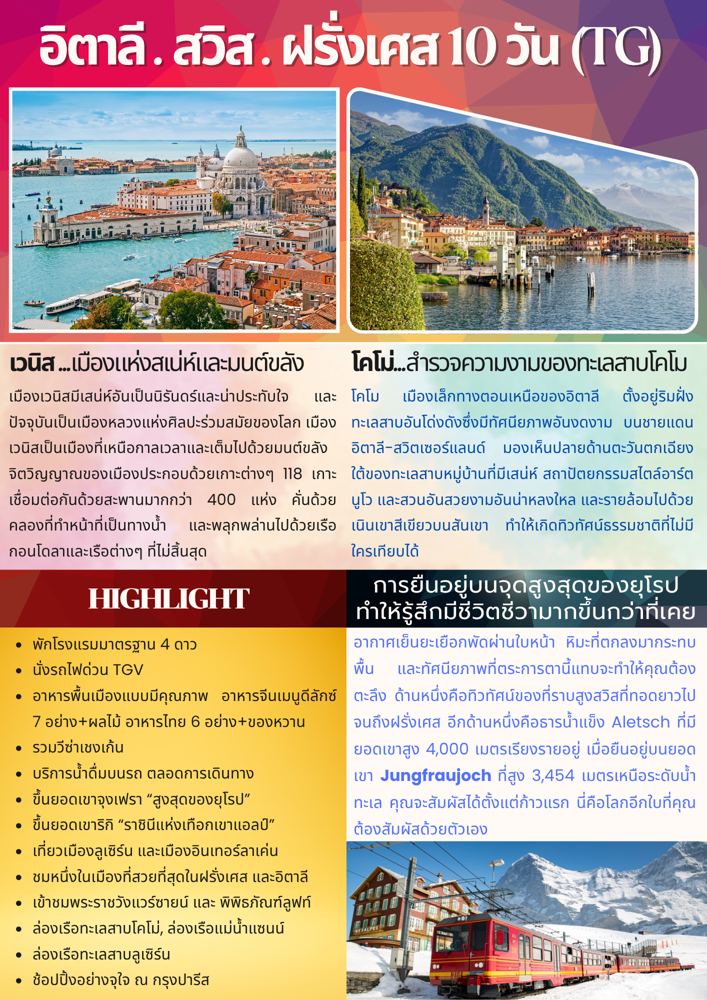 อิตาลี . สวิส . ฝรั่งเศส 10 วัน (TG)
เวนิส ...เมืองแห่งสเน่ห์และมนต์ขลัง
เมืองเวนิสมีเสน่ห์อันเป็นนิรันดร์และน่าประทับใจ และ
ปัจจุบันเป็นเมืองหลวงแห่งศิลปะร่วมสมัยของโลก เมือง
เวนิสเป็นเมืองที่เหนือกาลเวลาและเต็มไปด้วยมนต์ขลัง
จิตวิญญาณของเมืองประกอบด้วยเกาะต่างๆ 118 เกาะ
เชื่อมต่อกันด้วยสะพานมากกว่า 400 แห่ง คั่นด้วย
คลองที่ทำหน้าที่เป็นทางน้ำ และพลุกพล่านไปด้วยเรือ
กอนโดลาและเรือต่างๆ ที่ไม่สิ้นสุด
โคโม่...สำรวจความงามของทะเลสาบโคโม
โคโม เมืองเล็กทางตอนเหนือของอิตาลี ตั้งอยู่ริมฝั่ง
ทะเลสาบอันโด่งดังซึ่งมีทัศนียภาพอันงดงาม บนชายแดน
อิตาลี-สวิตเซอร์แลนด์ มองเห็นปลายด้านตะวันตกเฉียง
ใต้ของทะเลสาบหมู่บ้านที่มีเสน่ห์ สถาปัตยกรรมสไตล์อาร์ต
นูโว และสวนอันสวยงามอันน่าหลงใหล และรายล้อมไปด้วย
เนินเขาสีเขียวบนสันเขา ทำให้เกิดทิวทัศน์ธรรมชาติที่ไม่มี
ใครเทียบได้
HIGHLIGHT
พักโรงแรมมาตรฐาน 4 ดาว
นั่งรถไฟด่วน TGV
อาหารพื้นเมืองแบบมีคุณภาพ อาหารจีนเมนูดีลักซ์
7 อย่าง+ผลไม้ อาหารไทย 6 อย่าง+ของหวาน
รวมวีซ่าเชงเก้น
บริการน้ำดื่มบนรถ ตลอดการเดินทาง
ขึ้นยอดเขาจุงเฟรา “สูงสุดของยุโรป”
ขึ้นยอดเขาริกิ “ราชินีแห่งเทือกเขาแอลป์”
เที่ยวเมืองลูเซิร์น และเมืองอินเทอร์ลาเค่น
ชมหนึ่งในเมืองที่สวยที่สุดในฝรั่งเศส และอิตาลี
เข้าชมพระราชวังแวร์ซายน์ และ พิพิธภัณฑ์ลูฟท์
ล่องเรือทะเลสาบโคโม่, ล่องเรือแม่น้ำแซนน์
ล่องเรือทะเลสาบลูเซิร์น
ช้อปปิ้งอย่างจุใจ ณ กรุงปารีส
การยืนอยู่บนจุดสูงสุดของยุโรป
ทำให้รู้สึกมีชีวิตชีวามากขึ้นกว่าที่เคย
อากาศเย็นยะเยือกพัดผ่านใบหน้า หิมะที่ตกลงมากระทบ
พื้น และทัศนียภาพที่ตระการตานี้แทบจะทำให้คุณต้อง
ตะลึง ด้านหนึ่งคือทิวทัศน์ของที่ราบสูงสวิสที่ทอดยาวไป
จนถึงฝรั่งเศส อีกด้านหนึ่งคือธารน้ำแข็ง Aletsch ที่มี
ยอดเขาสูง 4,000 เมตรเรียงรายอยู่ เมื่อยืนอยู่บนยอด
เขา Jungfraujoch ที่สูง 3,454 เมตรเหนือระดับน้ำ
ทะเล คุณจะสัมผัสได้ตั้งแต่ก้าวแรก นี่คือโลกอีกใบที่คุณ
ต้องสัมผัสด้วยตัวเอง
DESALPES
214
214